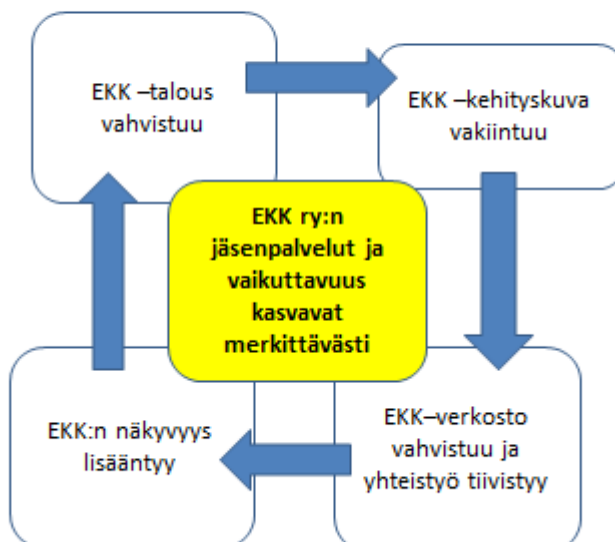 EKK –talous
vahvistuu
EKK –kehityskuva
vakiintuu
EKK ry:n
jäsenpalvelut ja
vaikuttavuus
kasvavat
merkittävästi
EKK:n näkyvyys
lisääntyy
EKK–verkosto
vahvistuu ja
yhteistyö tiivistyy